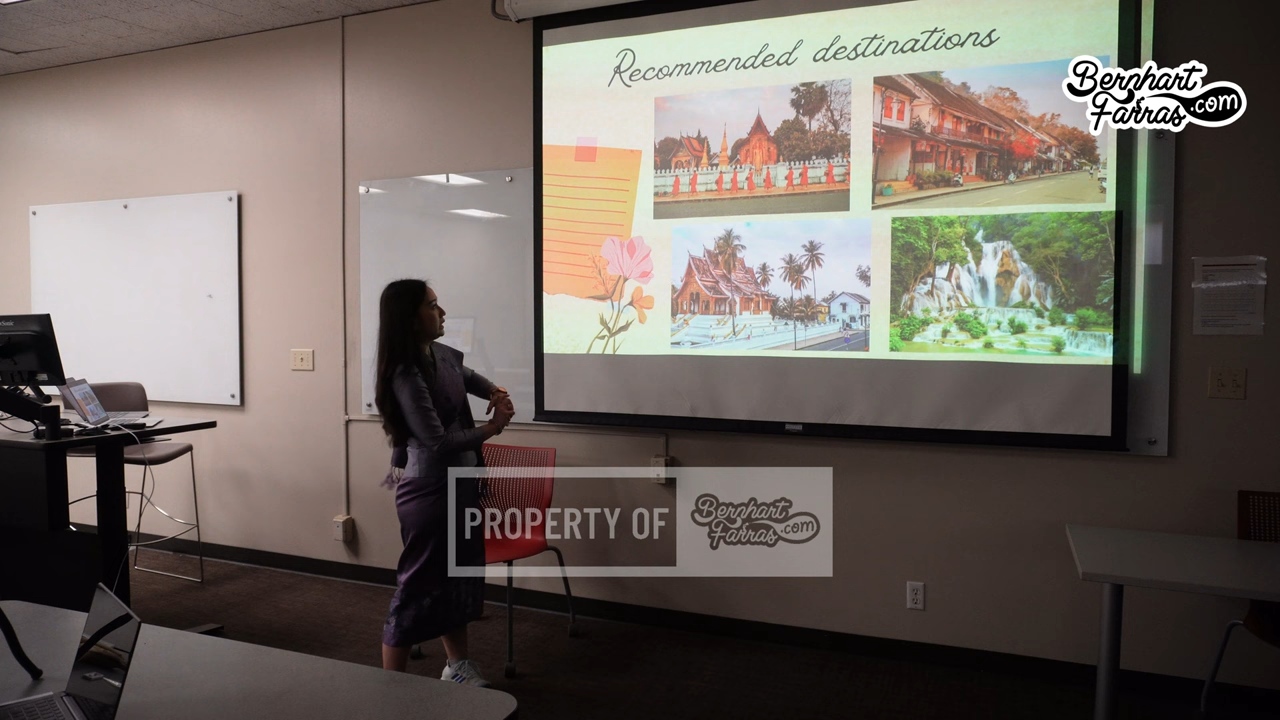 Recommended destinations
Bernhart
& Farras.com
PROPERTY OF
Bernhart
& Farras.com